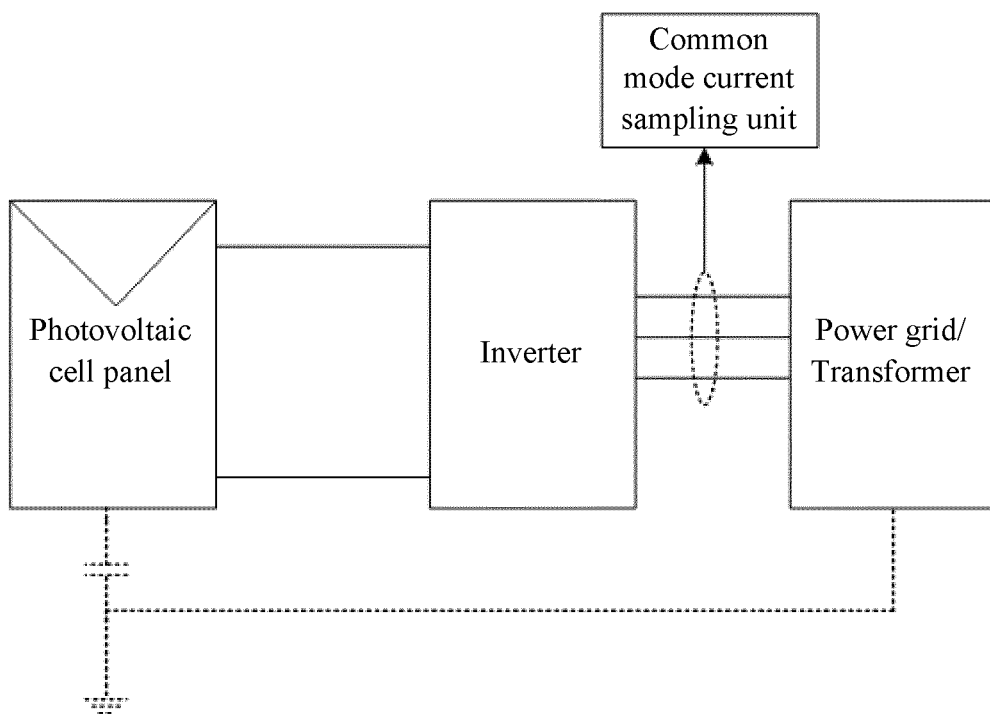 Common
mode current
sampling unit
Photovoltaic
cell panel
Inverter
Power grid/
Transformer